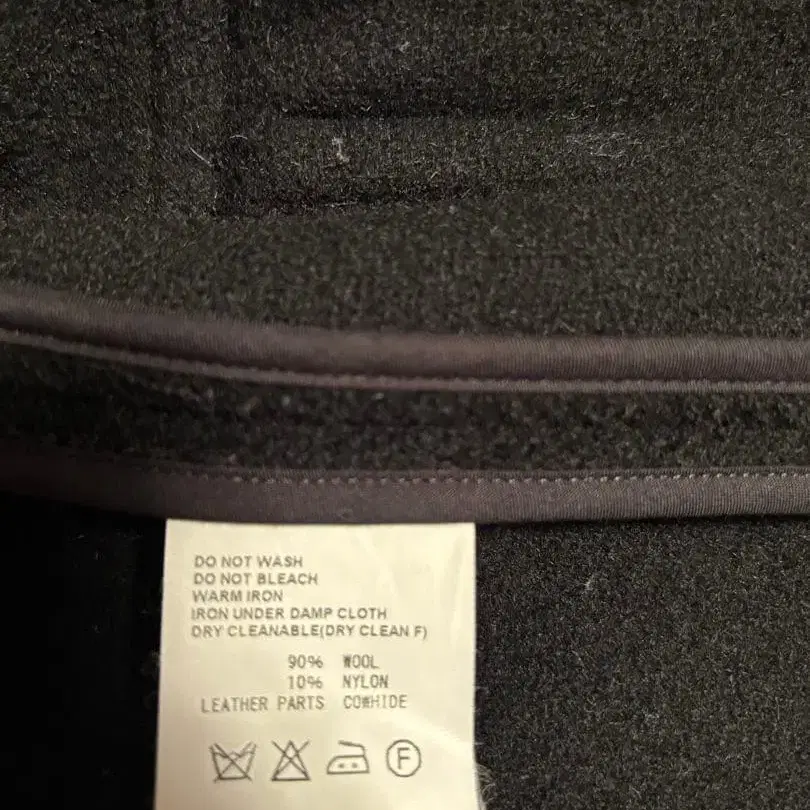 DO NOT WASH
DO NOT BLEACH
WARM IRON
IRON UNDER DAMP CLOTH
DRY CLEANABLE(DRY CLEAN F)
90% WOOL
10% NYLON
LEATHER PARTS COWHIDE
F